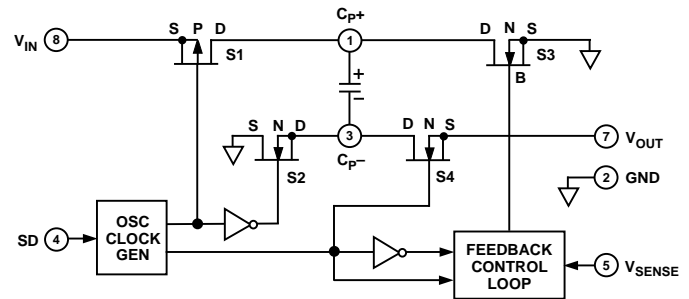 CP+
S P D
D N S
VIN 8
1
S1
S3
B
+
−
S N D
3
D N S
7 VOUT
CP−
S2
S4
2 GND
OSC
CLOCK
GEN
SD 4
FEEDBACK
CONTROL
LOOP
5 VSENSE